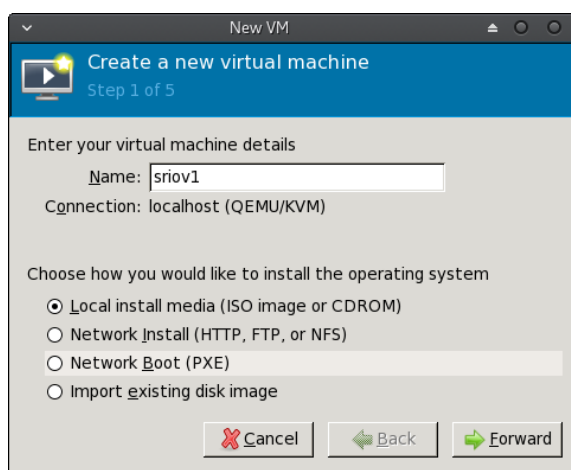 New VM
Create a new virtual machine
Step 1 of 5
Enter your virtual machine details
Name: sriov1
Connection: localhost (QEMU/KVM)
Choose how you would like to install the operating system
Local install media (ISO image or CDROM)
Network Install (HTTP, FTP, or NFS)
Network Boot (PXE)
Import existing disk image
Cancel Back Forward